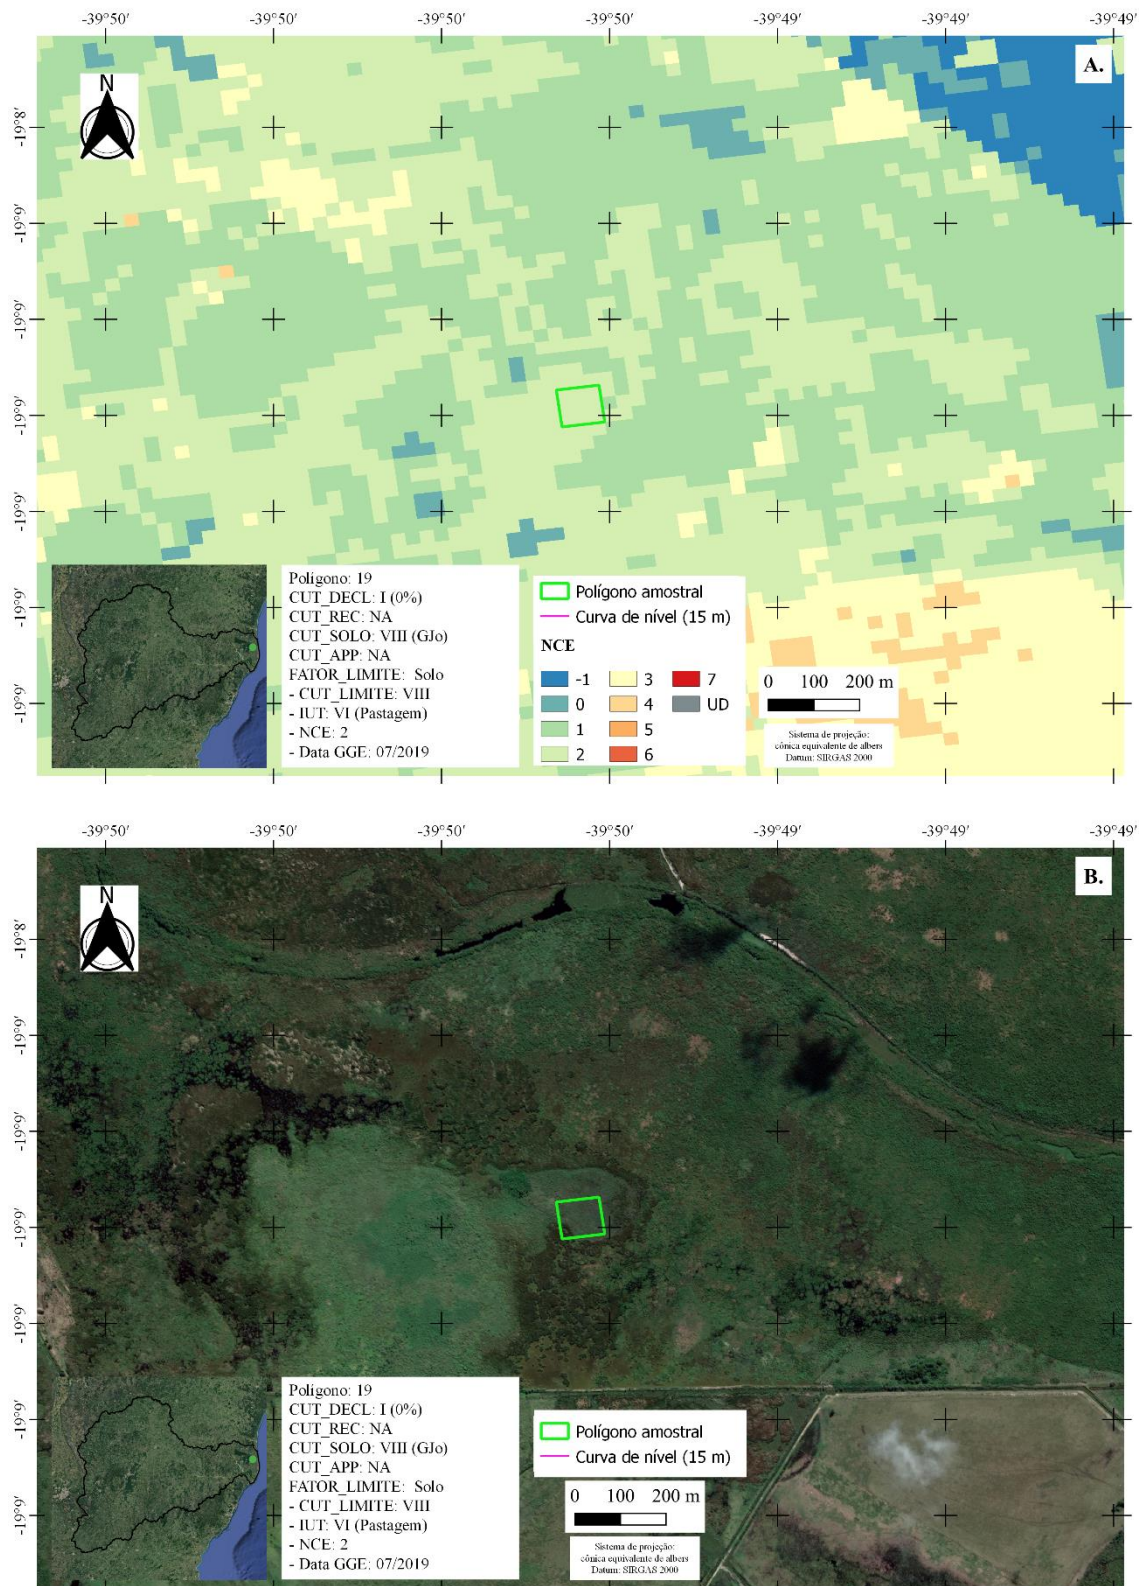 -39°50' -39°50' -39°50' -39°50' -39°49' -39°49' -39°49'
A.
N
-19°8'
-19°9'
-19°9'
-19°9'
-19°9'
-19°9'
-19°9'
Polígono: 19
CUT_DECL: I (0%)
CUT_REC: NA
CUT_SOLO: VIII (GJo)
CUT_APP: NA
FATOR_LIMITE: Solo
- CUT_LIMITE: VIII
- IUT: VI (Pastagem)
- NCE: 2
- Data GGE: 07/2019
Polígono amostral
Curva de nível (15 m)
NCE
-1 3 7
0 4 UD
1 5
2 6
0 100 200 m
Sistema de projeção:
cônica equivalente de albers
Datum: SIRGAS 2000
-39°50' -39°50' -39°50' -39°50' -39°49' -39°49' -39°49'
B.
N
-19°8'
-19°9'
-19°9'
-19°9'
-19°9'
-19°9'
-19°9'
Polígono: 19
CUT_DECL: I (0%)
CUT_REC: NA
CUT_SOLO: VIII (GJo)
CUT_APP: NA
FATOR_LIMITE: Solo
- CUT_LIMITE: VIII
- IUT: VI (Pastagem)
- NCE: 2
- Data GGE: 07/2019
Polígono amostral
Curva de nível (15 m)
0 100 200 m
Sistema de projeção:
cônica equivalente de albers
Datum: SIRGAS 2000